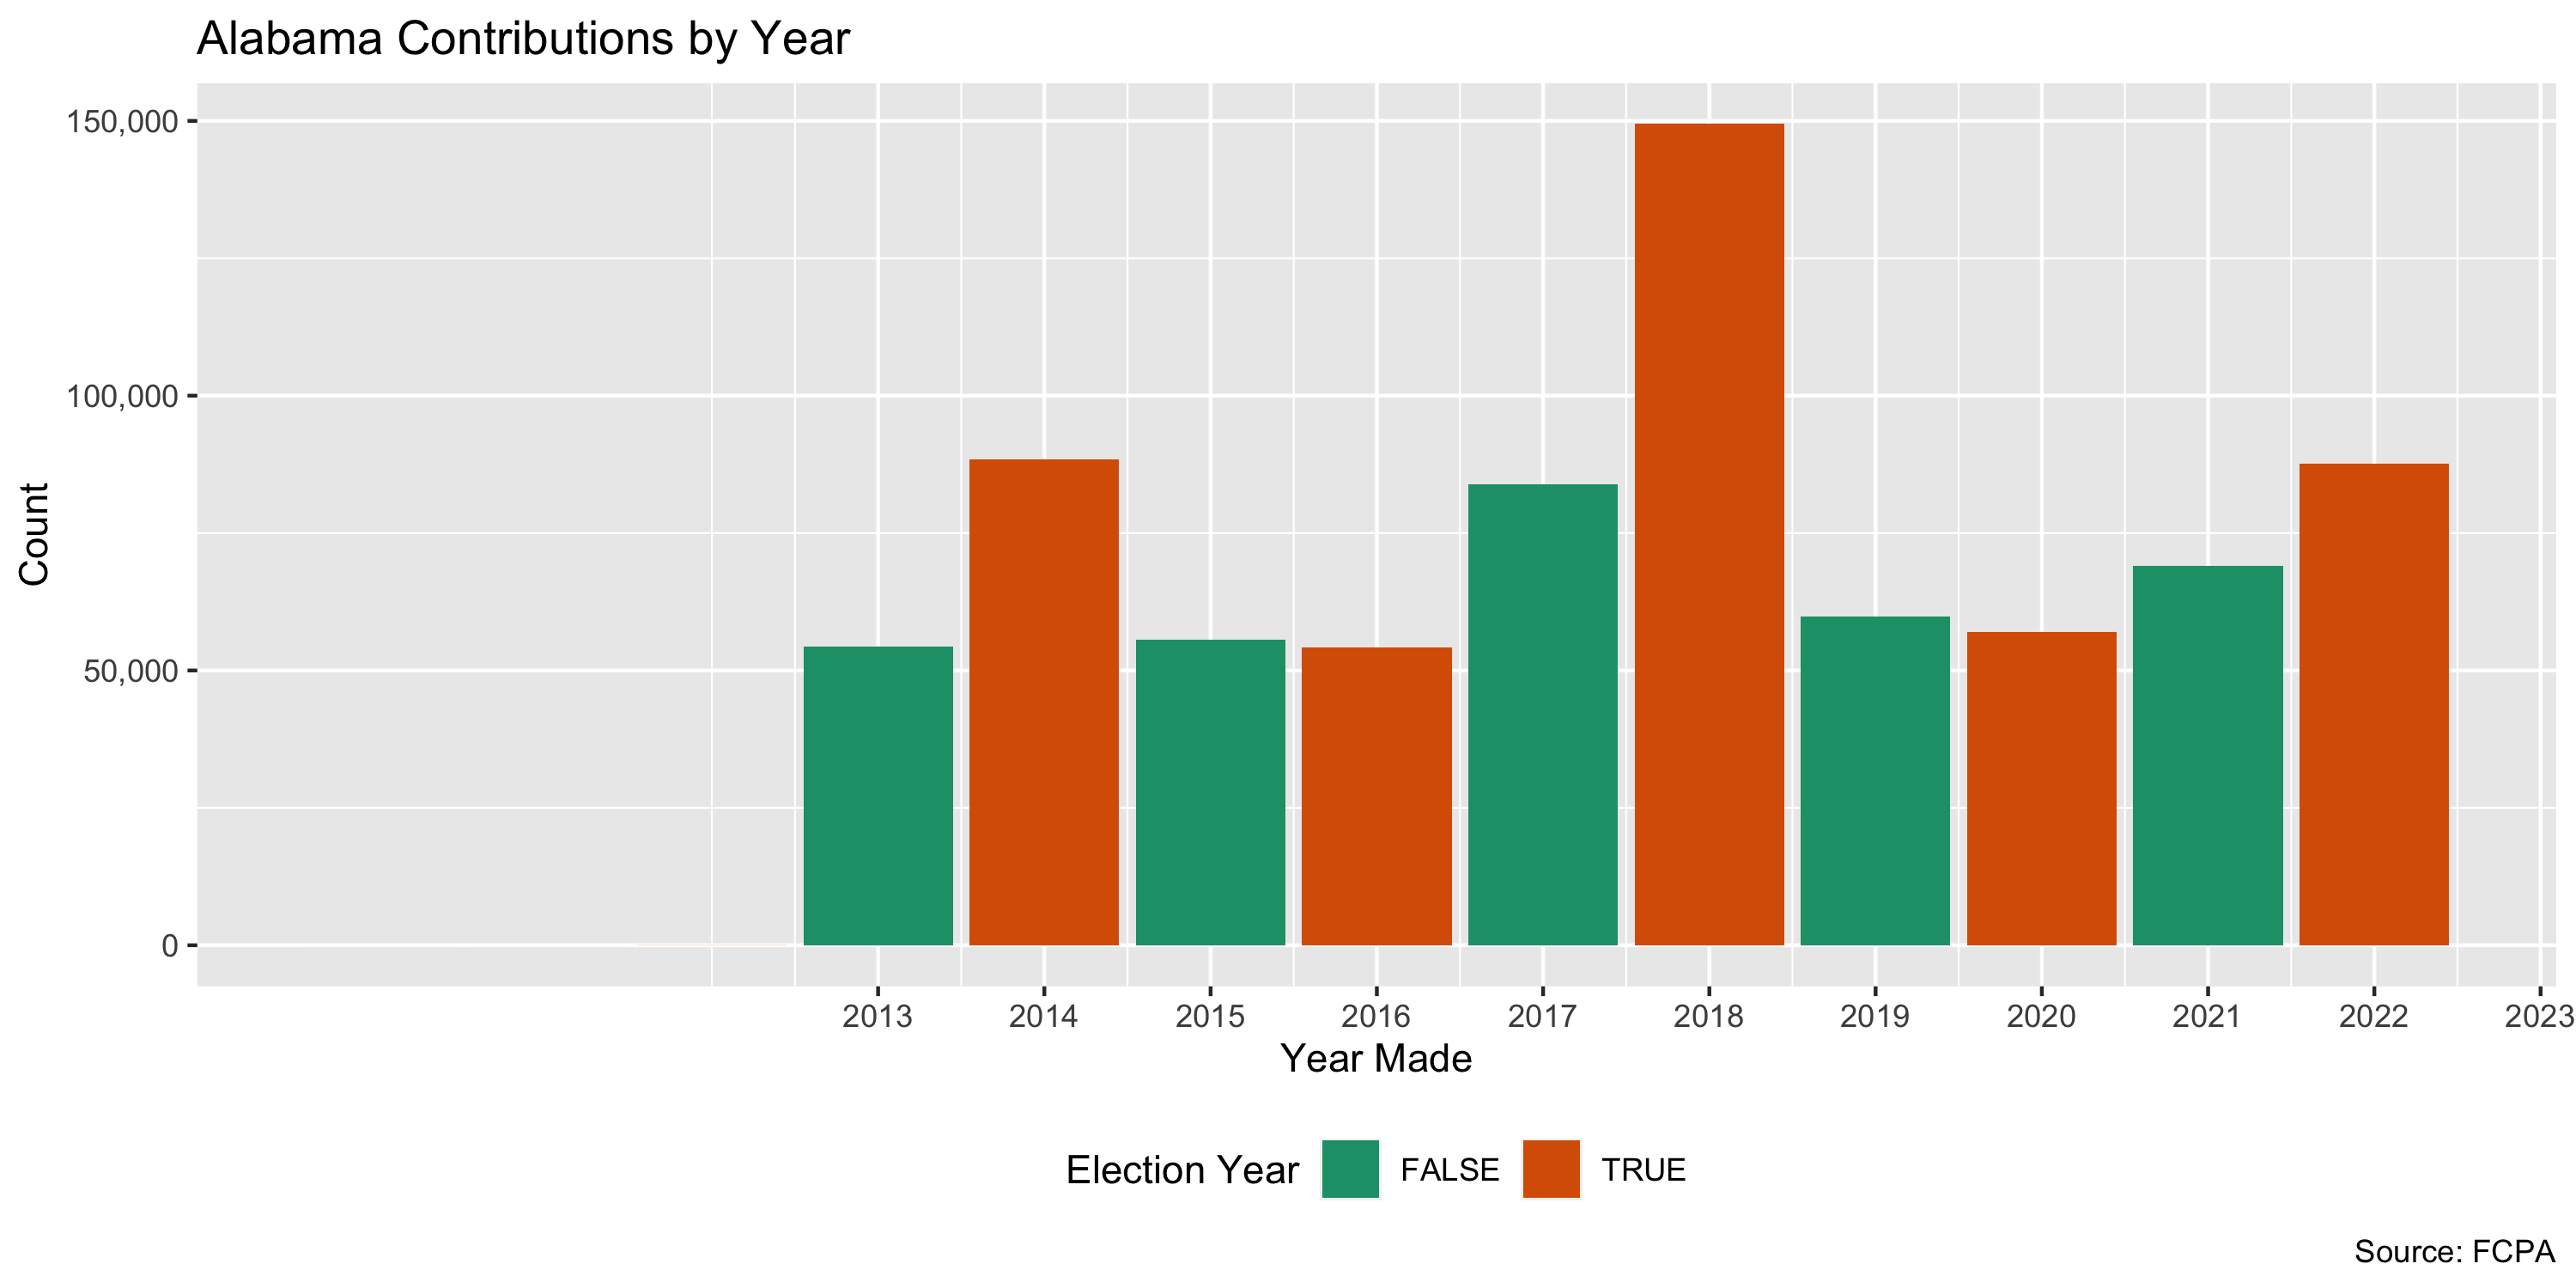 Alabama Contributions by Year
150,000
100,000
50,000
0
Count
2013 2014 2015 2016 2017 2018 2019 2020 2021 2022 2023
Year Made
Election Year FALSE TRUE
Source: FCPA